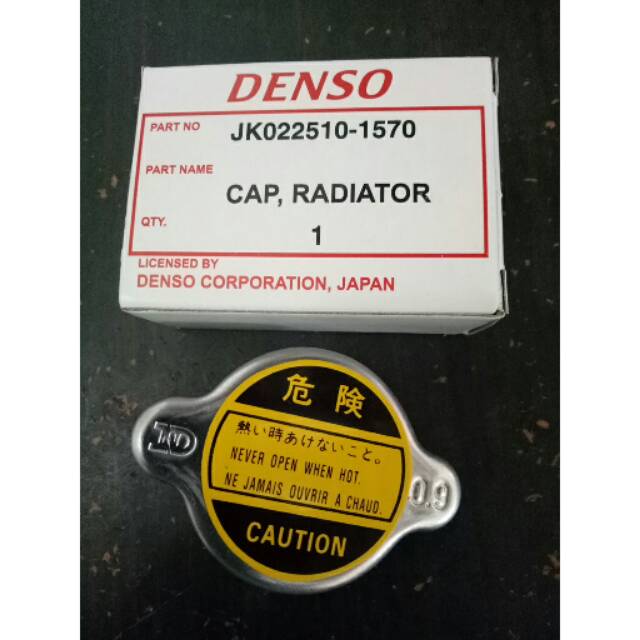 DENSO
PART NO JK022510-1570
PART NAME
CAP, RADIATOR
QTY. 1
LICENSED BY
DENSO CORPORATION, JAPAN
危険
熱い時あけないこと。
NEVER OPEN WHEN HOT.
NE JAMAIS OUVRIR A CHAUD.
CAUTION
0.9